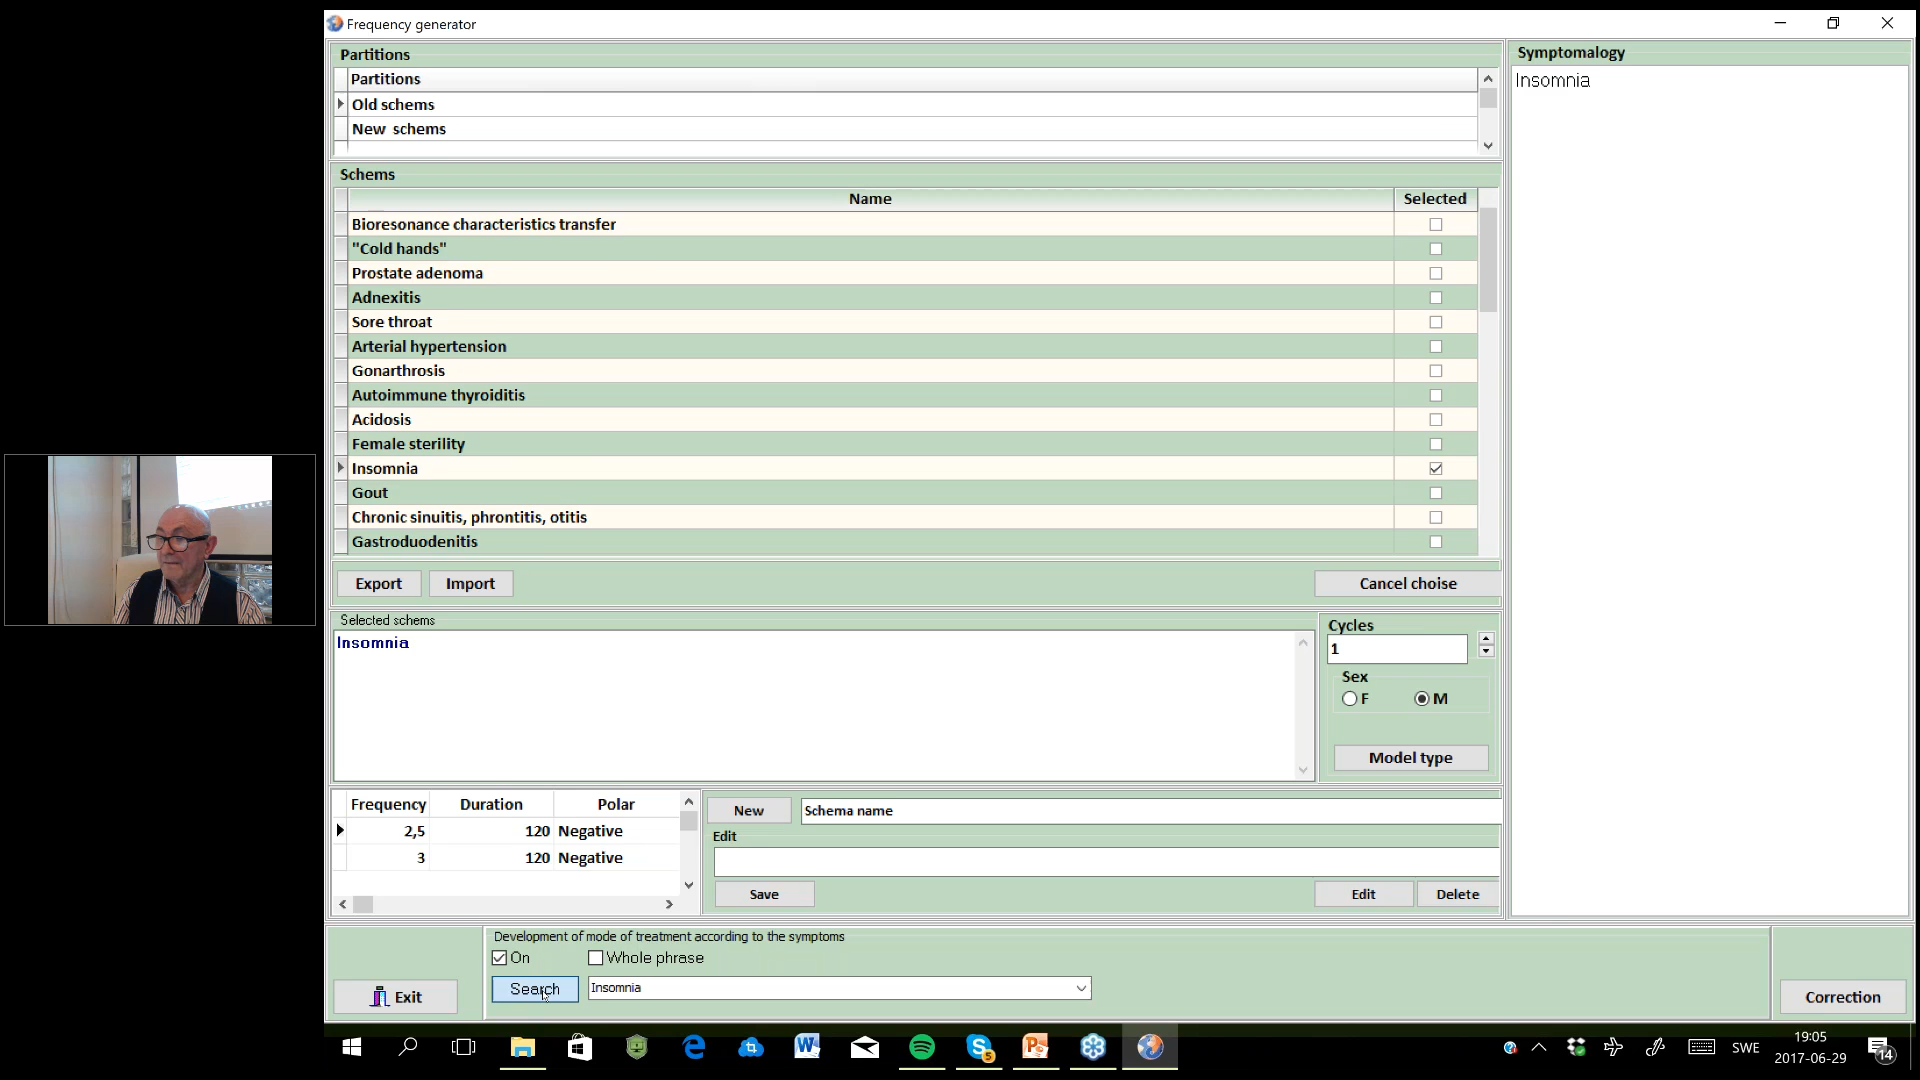 Frequency generator
Partitions
Partitions
Old schems
New schems
Schems
Name Selected
Bioresonance characteristics transfer
"Cold hands"
Prostate adenoma
Adnexitis
Sore throat
Arterial hypertension
Gonarthrosis
Autoimmune thyroiditis
Acidosis
Female sterility
Insomnia
Gout
Chronic sinuitis, phrontitis, otitis
Gastroduodenitis
Export Import Cancel choise
Selected schems
Insomnia
Cycles
1
Sex
F M
Model type
Frequency Duration Polar
2,5 120 Negative
3 120 Negative
New Schema name
Edit
Save Edit Delete
Development of mode of treatment according to the symptoms
On Whole phrase
Search Insomnia
Exit
Correction
Symptomalogy
Insomnia
SWE
19:05
2017-06-29
14
5